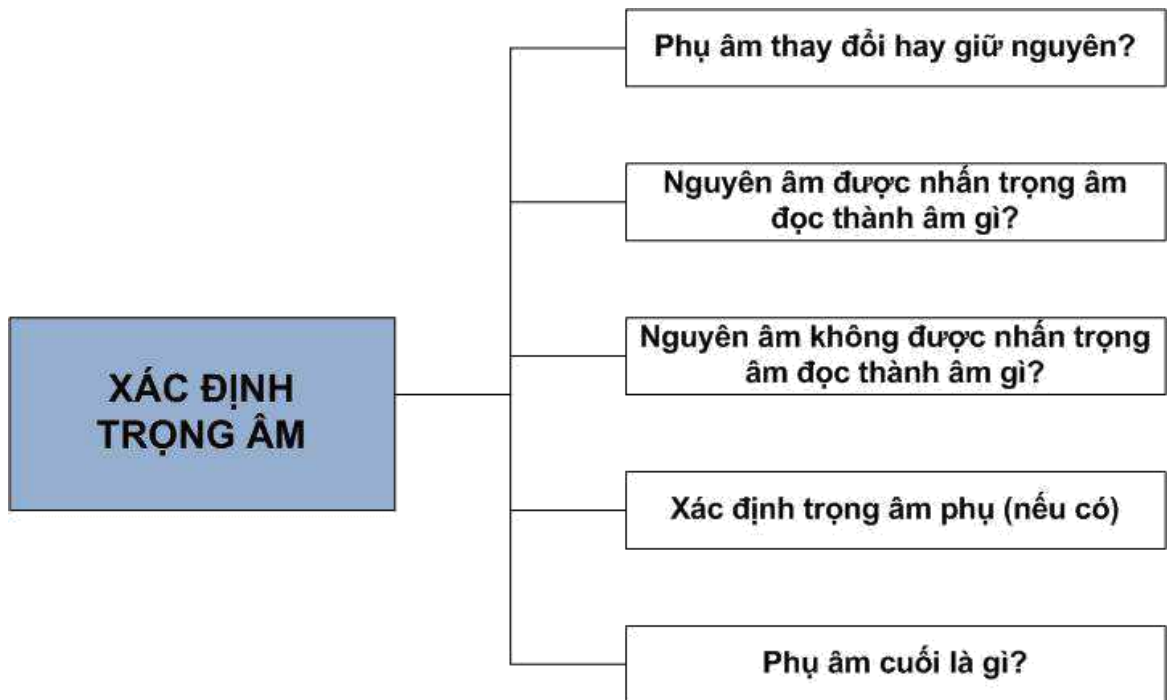 Phụ âm thay đổi hay giữ nguyên?
Nguyên âm được nhấn trọng âm
đọc thành âm gì?
Nguyên âm không được nhấn trọng
âm đọc thành âm gì?
XÁC ĐỊNH
TRỌNG ÂM
Xác định trọng âm phụ (nếu có)
Phụ âm cuối là gì?